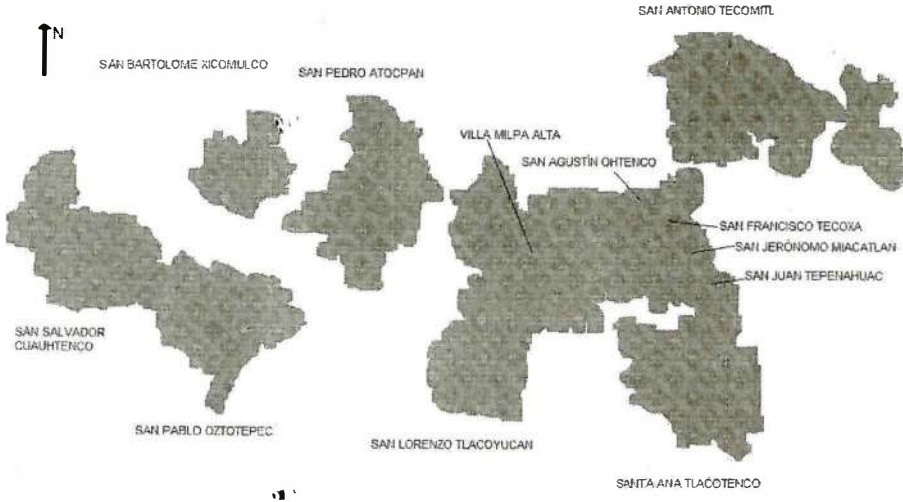 SAN ANTONIO TECOMITL
N
SAN BARTOLOME XICOMULCO
SAN PEDRO ATOCPAN
VILLA MILPA ALTA
SAN AGUSTÍN OHTENCO
SAN FRANCISCO TECOXA
SAN JERÓNOMO MIACATLAN
SAN JUAN TEPENAHUAC
SAN SALVADOR
CUAUHTENCO
SAN PABLO OZTOTEPEC
SAN LORENZO TLACOYUCAN
SANTA ANA TLACOTENCO